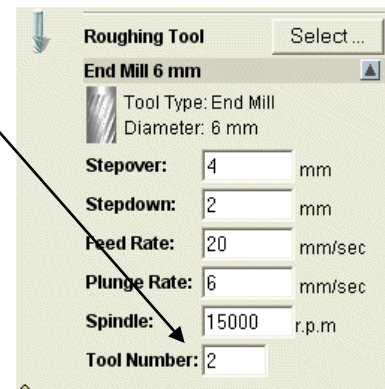 Roughing Tool Select ...
End Mill 6 mm
Tool Type: End Mill
Diameter: 6 mm
Stepover: 4 mm
Stepdown: 2 mm
Feed Rate: 20 mm/sec
Plunge Rate: 6 mm/sec
Spindle: 15000 r.p.m
Tool Number: 2